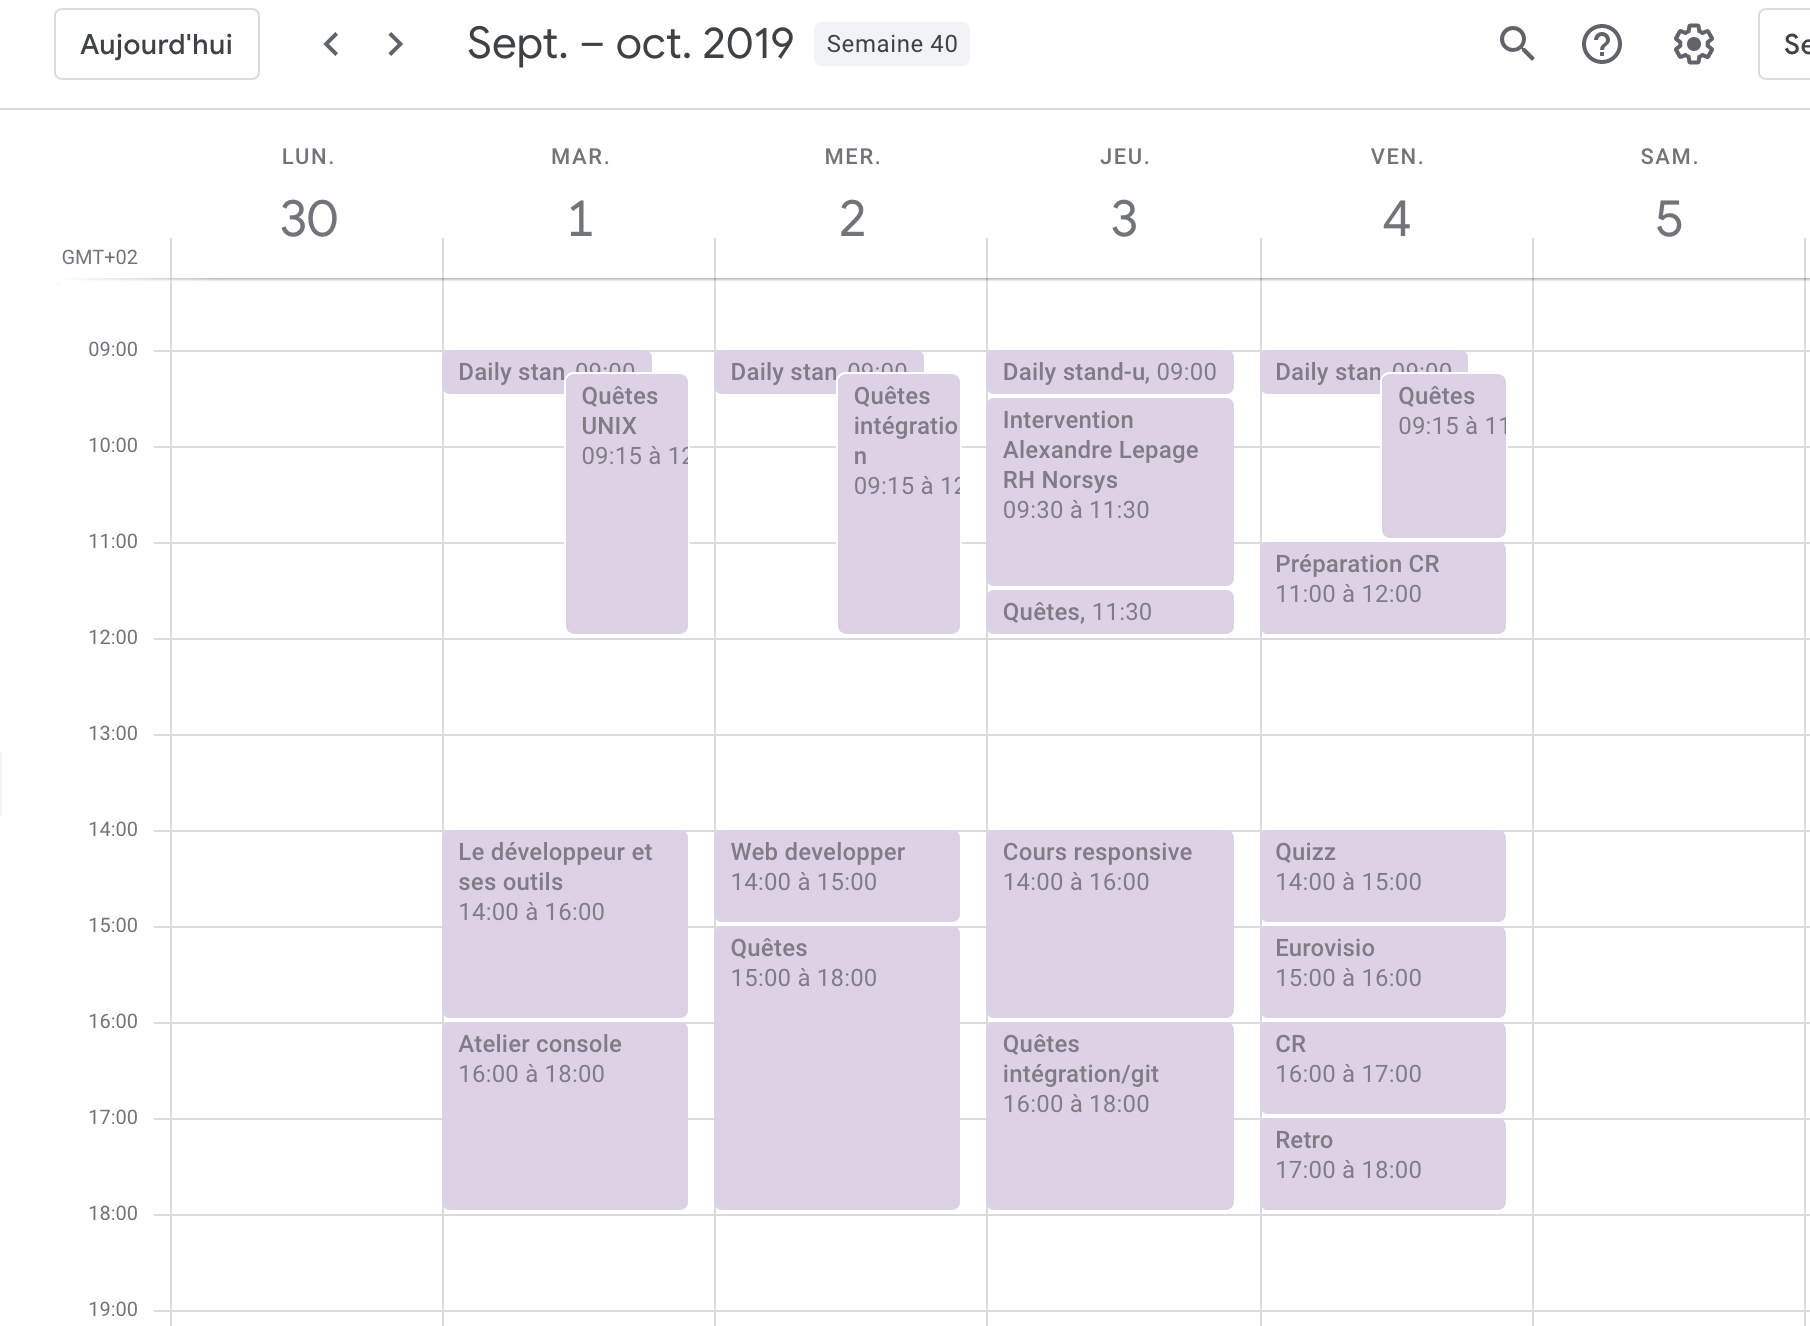 Aujourd'hui
Sept. – oct. 2019
Semaine 40
Se
LUN.
MAR.
MER.
JEU.
VEN.
SAM.
30
1
2
3
4
5
GMT+02
09:00
10:00
11:00
12:00
13:00
14:00
15:00
16:00
17:00
18:00
19:00
Daily stan, 09:00
Quêtes
UNIX
09:15 à 12
Le développeur et
ses outils
14:00 à 16:00
Atelier console
16:00 à 18:00
Daily stan, 09:00
Quêtes
intégratio
n
09:15 à 12
Web developper
14:00 à 15:00
Quêtes
15:00 à 18:00
Daily stand-u, 09:00
Intervention
Alexandre Lepage
RH Norsys
09:30 à 11:30
Quêtes, 11:30
Cours responsive
14:00 à 16:00
Quêtes
intégration/git
16:00 à 18:00
Daily stan, 09:00
Quêtes
09:15 à 11
Préparation CR
11:00 à 12:00
Quizz
14:00 à 15:00
Eurovisio
15:00 à 16:00
CR
16:00 à 17:00
Retro
17:00 à 18:00